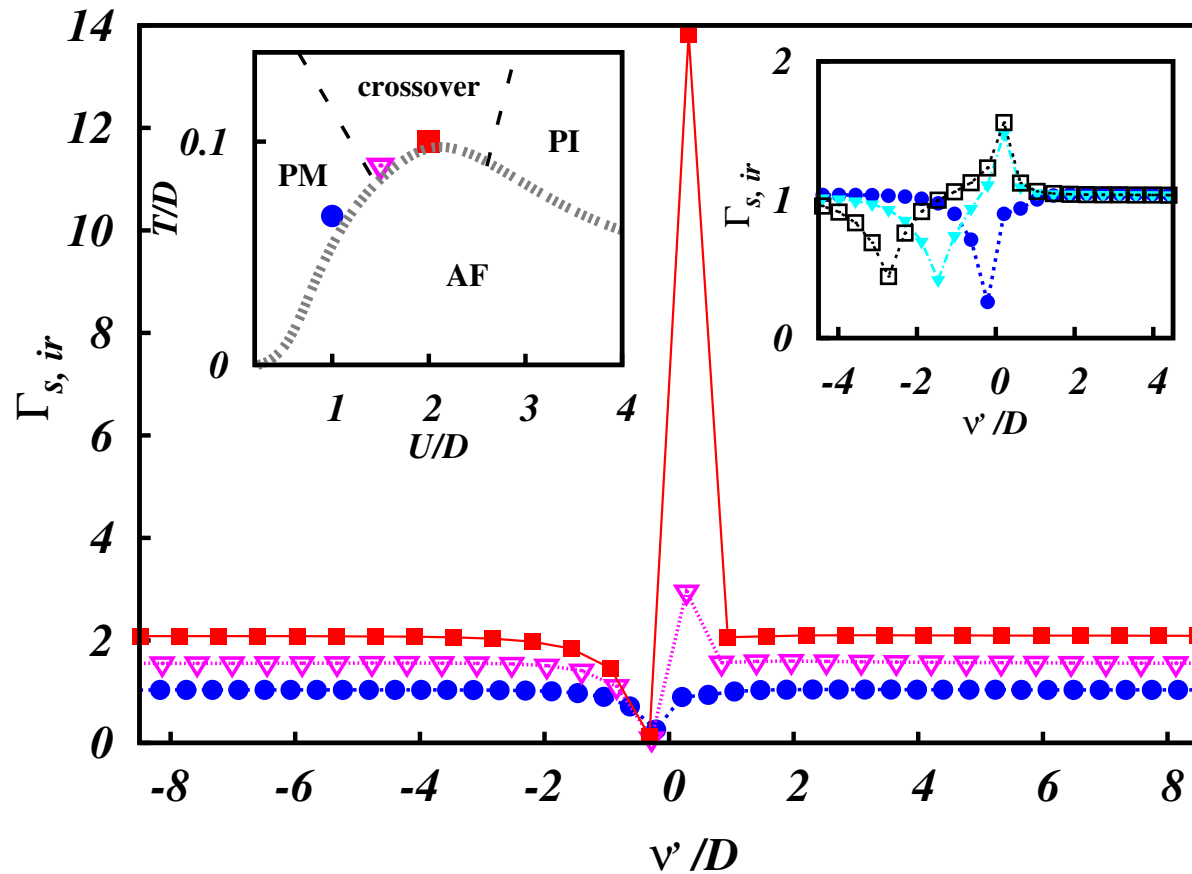 14
12
10
8
6
4
2
0
Γs, ir
-8 -6 -4 -2 0 2 4 6 8
ν' /D
T/D
0.1
0
crossover
PM
PI
AF
1 2 3 4
U/D
Γs, ir
2
1
0
-4 -2 0 2 4
ν' /D